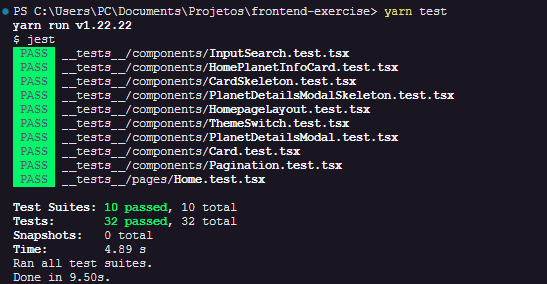 PS C:\Users\PC\Documents\Projetos\frontend-exercise> yarn test
yarn run v1.22.22
$ jest
PASS __tests__/components/InputSearch.test.tsx
PASS __tests__/components/HomePlanetInfoCard.test.tsx
PASS __tests__/components/CardSkeleton.test.tsx
PASS __tests__/components/PlanetDetailsModalSkeleton.test.tsx
PASS __tests__/components/HomepageLayout.test.tsx
PASS __tests__/components/ThemeSwitch.test.tsx
PASS __tests__/components/PlanetDetailsModal.test.tsx
PASS __tests__/components/Card.test.tsx
PASS __tests__/components/Pagination.test.tsx
PASS __tests__/pages/Home.test.tsx
Test Suites: 10 passed, 10 total
Tests: 32 passed, 32 total
Snapshots: 0 total
Time: 4.89 s
Ran all test suites.
Done in 9.50s.